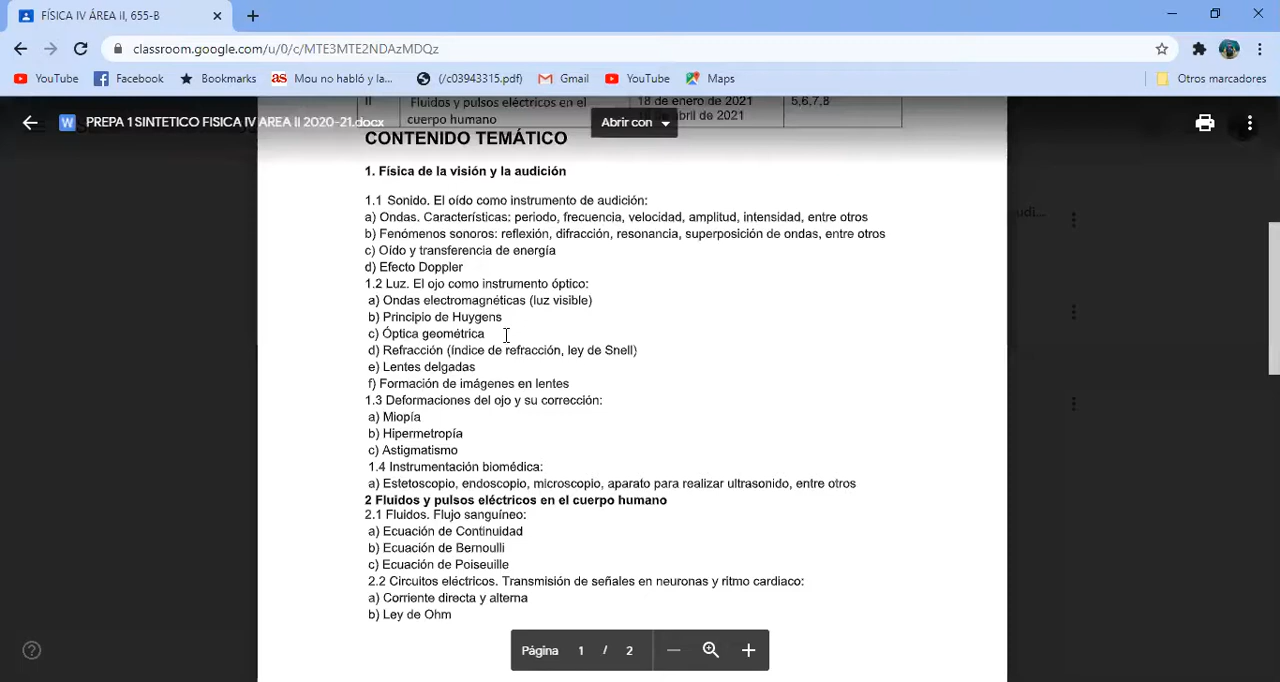 FÍSICA IV ÁREA II, 655-B
classroom.google.com/u/0/c/MTE3MTE2NDAzMDQz
YouTube Facebook Bookmarks Mou no habló y la... (/c03943315.pdf) Gmail YouTube Maps Otros marcadores
II Fluidos y pulsos eléctricos en el 18 de enero de 2021 5,6,7,8
cuerpo humano abril de 2021
PREPA 1 SINTETICO FISICA IV AREA II 2020-21.docx Abrir con
CONTENIDO TEMÁTICO
1. Física de la visión y la audición
1.1 Sonido. El oído como instrumento de audición:
a) Ondas. Características: periodo, frecuencia, velocidad, amplitud, intensidad, entre otros
b) Fenómenos sonoros: reflexión, difracción, resonancia, superposición de ondas, entre otros
c) Oído y transferencia de energía
d) Efecto Doppler
1.2 Luz. El ojo como instrumento óptico:
a) Ondas electromagnéticas (luz visible)
b) Principio de Huygens
c) Óptica geométrica
d) Refracción (índice de refracción, ley de Snell)
e) Lentes delgadas
f) Formación de imágenes en lentes
1.3 Deformaciones del ojo y su corrección:
a) Miopía
b) Hipermetropía
c) Astigmatismo
1.4 Instrumentación biomédica:
a) Estetoscopio, endoscopio, microscopio, aparato para realizar ultrasonido, entre otros
2 Fluidos y pulsos eléctricos en el cuerpo humano
2.1 Fluidos. Flujo sanguíneo:
a) Ecuación de Continuidad
b) Ecuación de Bernoulli
c) Ecuación de Poiseuille
2.2 Circuitos eléctricos. Transmisión de señales en neuronas y ritmo cardiaco:
a) Corriente directa y alterna
b) Ley de Ohm
Página 1 / 2